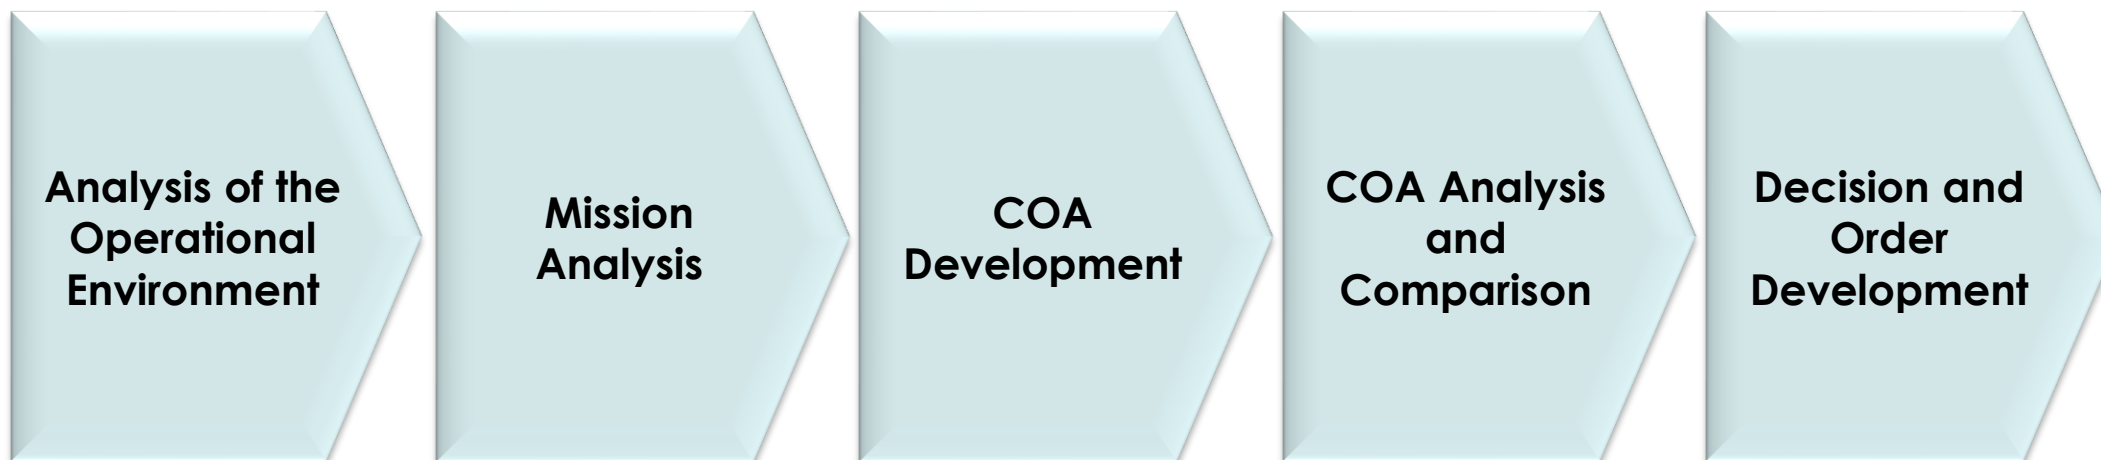 Analysis of the
Operational
Environment
Mission
Analysis
COA
Development
COA Analysis
and
Comparison
Decision and
Order
Development